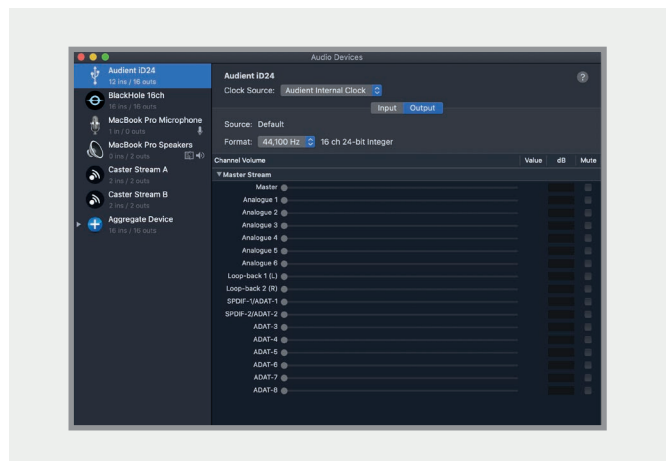 Audio Devices
Audient iD24
12 ins / 16 outs
BlackHole 16ch
16 ins / 16 outs
MacBook Pro Microphone
1 in / 0 outs
MacBook Pro Speakers
0 ins / 2 outs
Caster Stream A
2 ins / 2 outs
Caster Stream B
2 ins / 2 outs
Aggregate Device
16 ins / 16 outs
Audient iD24
?
Clock Source: Audient Internal Clock
Input Output
Source: Default
Format: 44,100 Hz 16 ch 24-bit Integer
Channel Volume Value dB Mute
Master Stream
Master
Analogue 1
Analogue 2
Analogue 3
Analogue 4
Analogue 5
Analogue 6
Loop-back 1 (L)
Loop-back 2 (R)
SPDIF-1/ADAT-1
SPDIF-2/ADAT-2
ADAT-3
ADAT-4
ADAT-5
ADAT-6
ADAT-7
ADAT-8